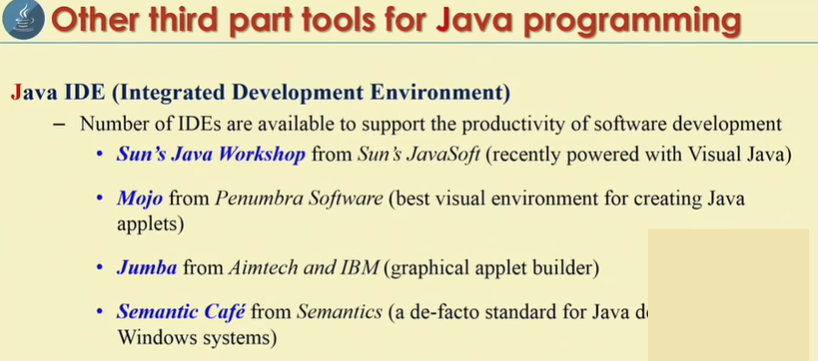 Other third part tools for Java programming
Java IDE (Integrated Development Environment)
– Number of IDEs are available to support the productivity of software development
• Sun's Java Workshop from Sun's JavaSoft (recently powered with Visual Java)
• Mojo from Penumbra Software (best visual environment for creating Java
applets)
• Jumba from Aimtech and IBM (graphical applet builder)
• Semantic Café from Semantics (a de-facto standard for Java
Windows systems)